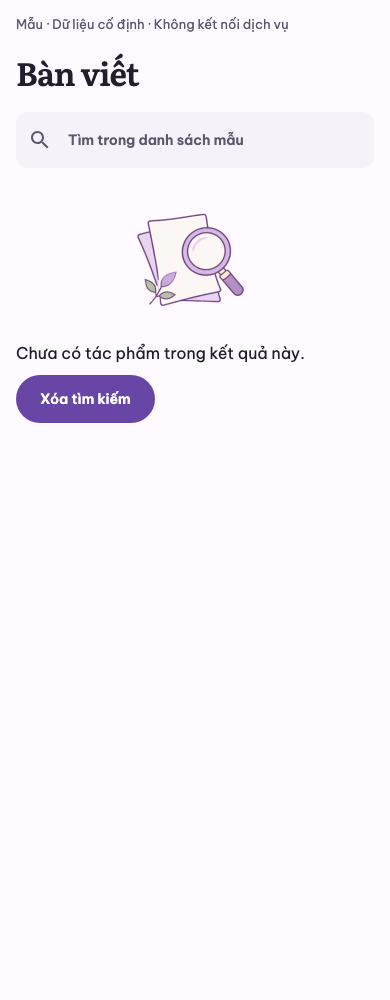 Mẫu · Dữ liệu cố định · Không kết nối dịch vụ
Bàn viết
Tìm trong danh sách mẫu
Chưa có tác phẩm trong kết quả này.
Xóa tìm kiếm